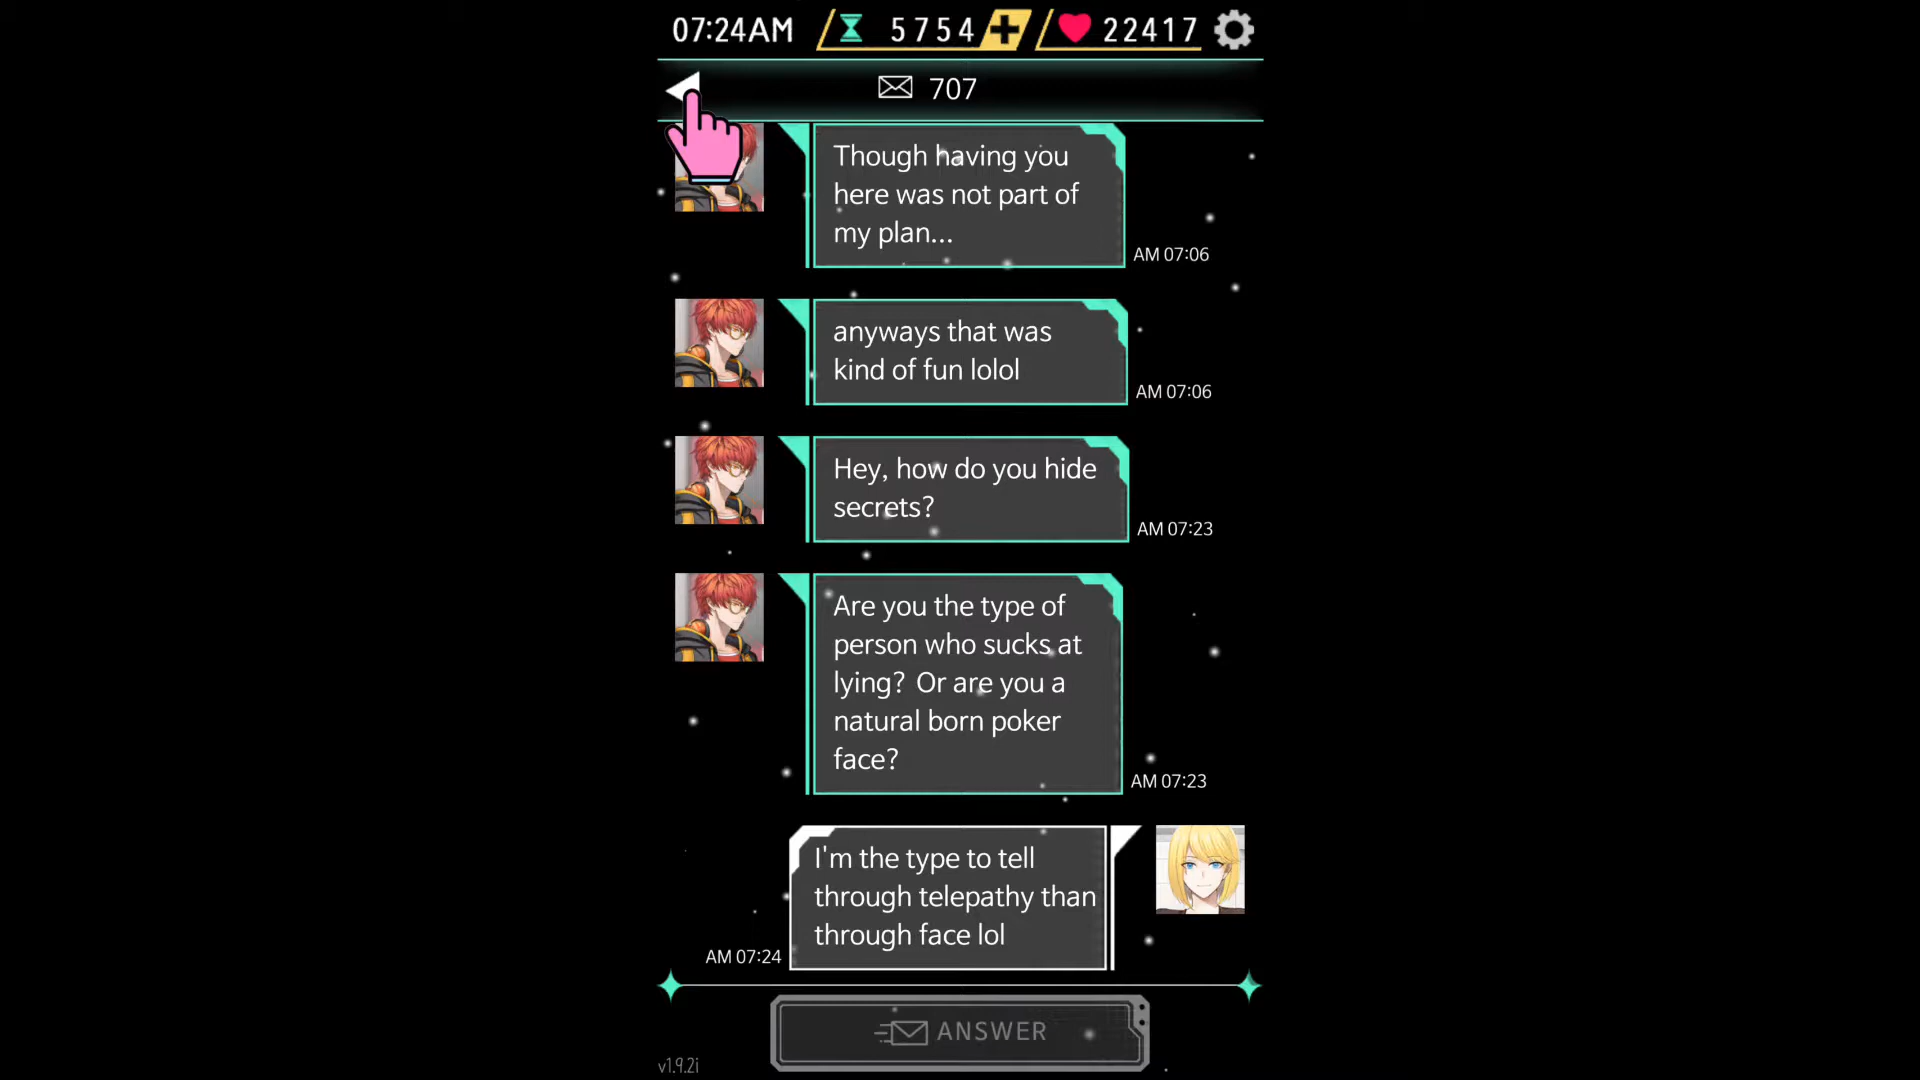 07:24AM 5754 22417
707
Though having you
here was not part of
my plan...
AM 07:06
anyways that was
kind of fun lolol
AM 07:06
Hey, how do you hide
secrets?
AM 07:23
Are you the type of
person who sucks at
lying? Or are you a
natural born poker
face?
AM 07:23
I'm the type to tell
through telepathy than
through face lol
AM 07:24
ANSWER
v1.9.2i